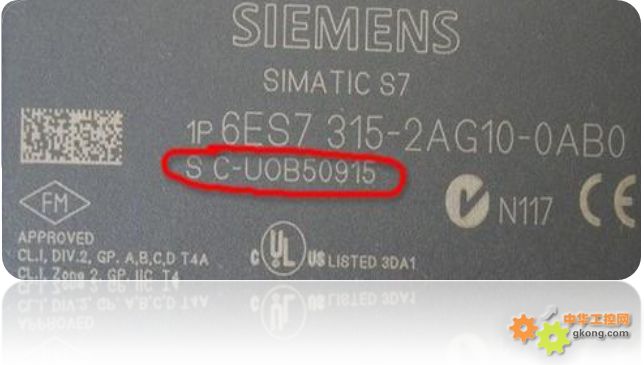 SIEMENS
SIMATIC S7
1P 6ES7 315-2AG10-0AB0
S C-U0B50915
FM
N117
CE
APPROVED
CL.I, DIV.2, GP. A,B,C,D T4A
CL.I, Zone 2, GP. IIC T4
C UL US LISTED 3DA1
中华工控网
gkong.com